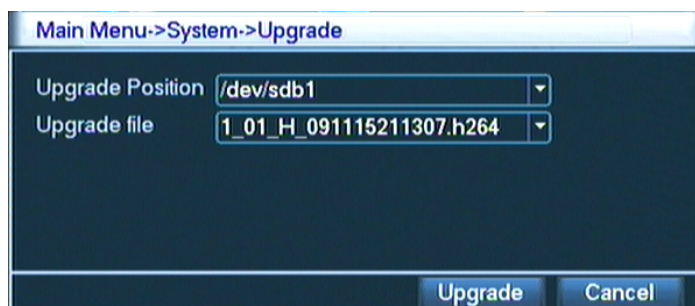 Main Menu->System->Upgrade
Upgrade Position /dev/sdb1
Upgrade file 1_01_H_091115211307.h264
Upgrade Cancel